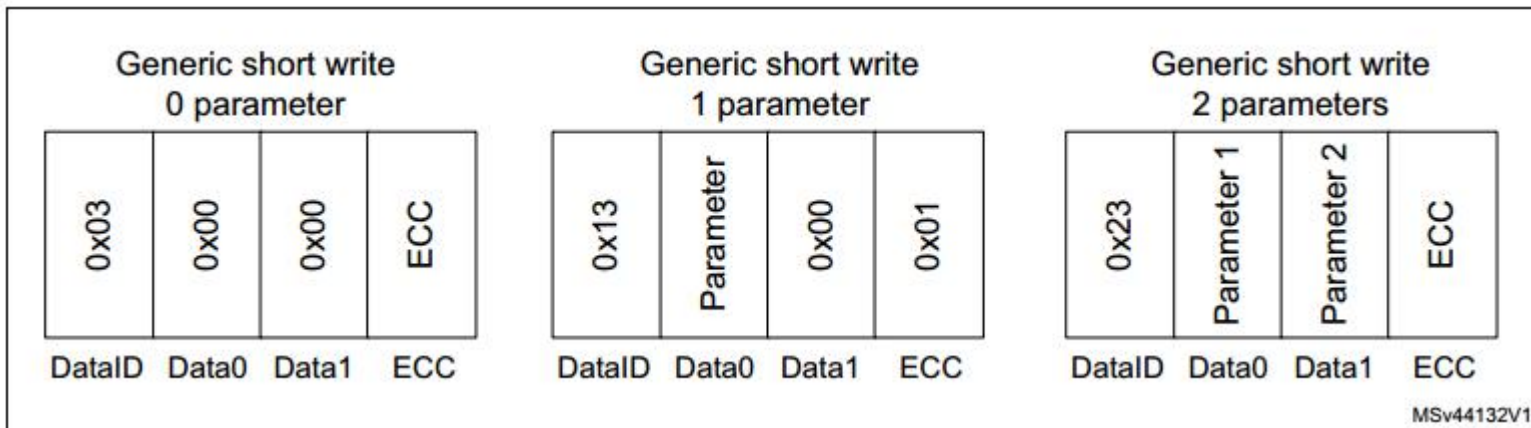 Generic short write
0 parameter
0x03 0x00 0x00 ECC
DataID Data0 Data1 ECC
Generic short write
1 parameter
0x13 Parameter 0x00 0x01
DataID Data0 Data1 ECC
Generic short write
2 parameters
0x23 Parameter 1 Parameter 2 ECC
DataID Data0 Data1 ECC
MSv44132V1